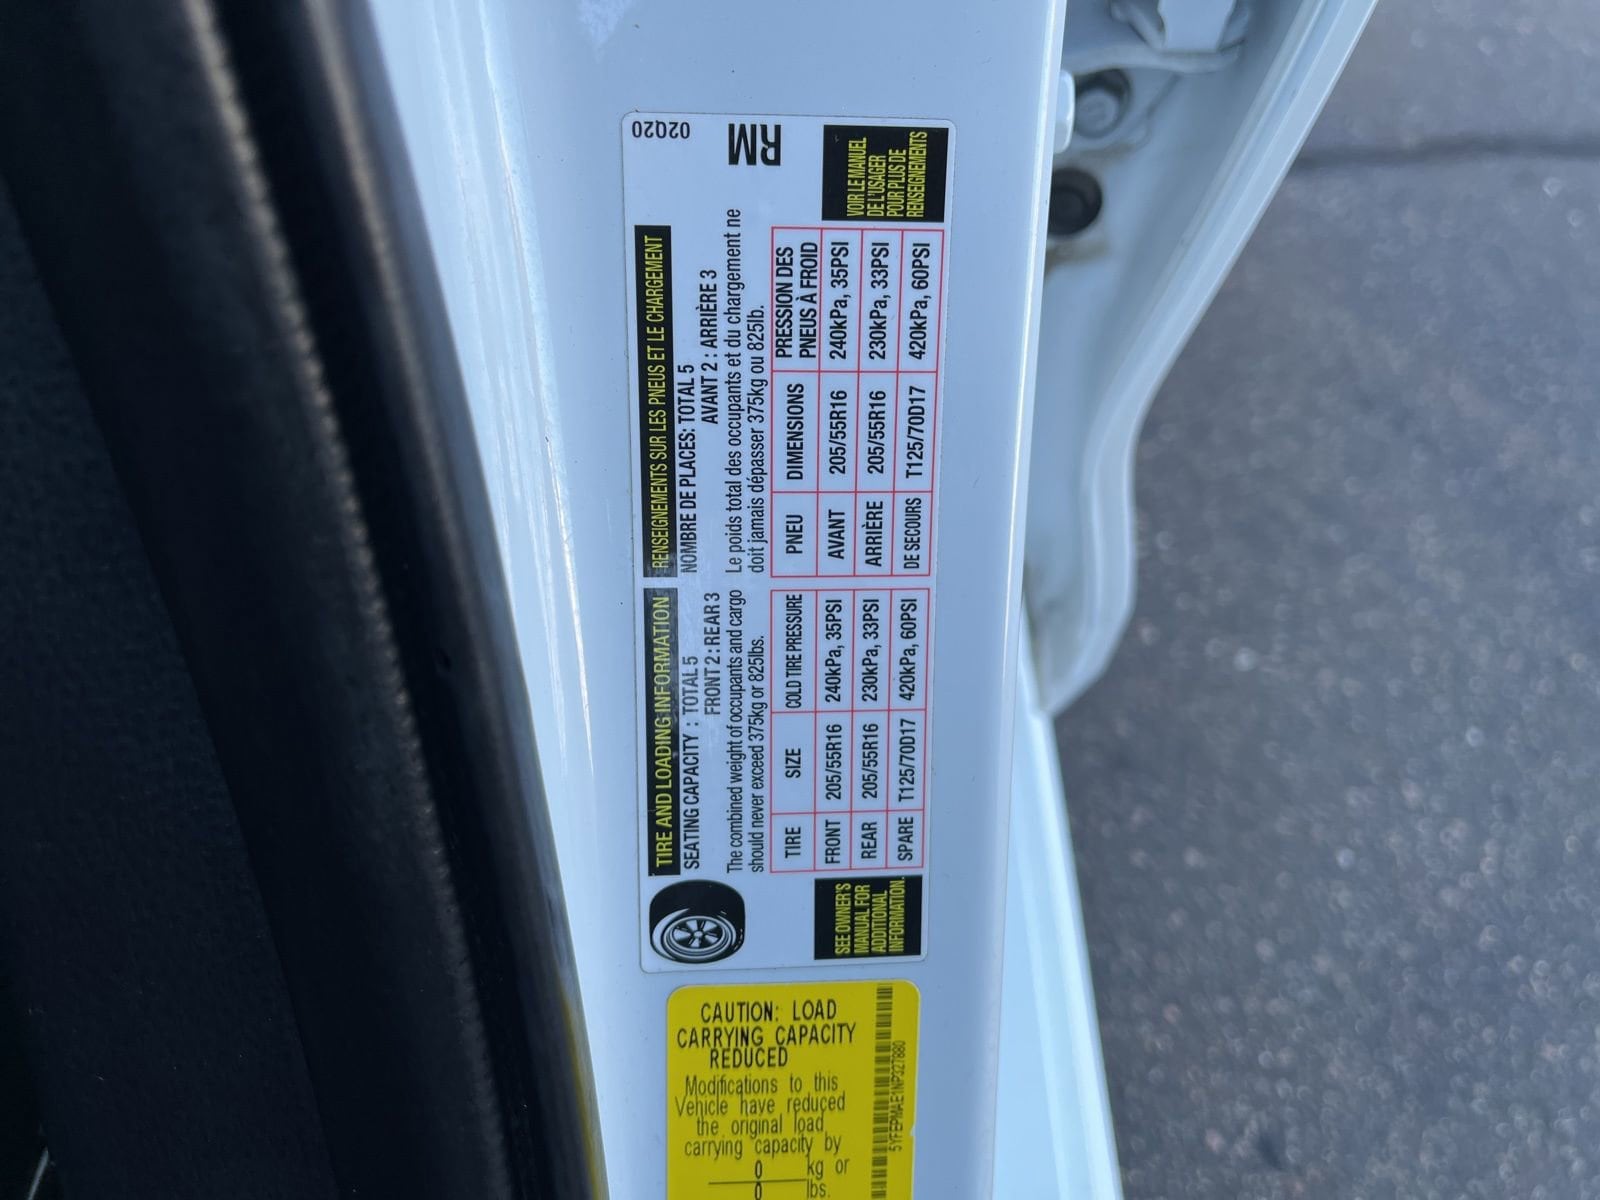 02Q20
RM
TIRE AND LOADING INFORMATION
SEATING CAPACITY : TOTAL 5
FRONT 2 : REAR 3
The combined weight of occupants and cargo
should never exceed 375kg or 825lbs.
TIRE SIZE COLD TIRE PRESSURE
FRONT 205/55R16 240kPa, 35PSI
REAR 205/55R16 230kPa, 33PSI
SPARE T125/70D17 420kPa, 60PSI
SEE OWNER'S
MANUAL FOR
ADDITIONAL
INFORMATION.
RENSEIGNEMENTS SUR LES PNEUS ET LE CHARGEMENT
NOMBRE DE PLACES: TOTAL 5
AVANT 2 : ARRIÈRE 3
Le poids total des occupants et du chargement ne
doit jamais dépasser 375kg ou 825lb.
PNEU DIMENSIONS PRESSION DES
PNEUS À FROID
AVANT 205/55R16 240kPa, 35PSI
ARRIÈRE 205/55R16 230kPa, 33PSI
DE SECOURS T125/70D17 420kPa, 60PSI
VOIR LE MANUEL
DE L'USAGER
POUR PLUS DE
RENSEIGNEMENTS
CAUTION: LOAD
CARRYING CAPACITY
REDUCED
Modifications to this
Vehicle have reduced
the original load
carrying capacity by
0 kg or
0 lbs.
5YFEPMAE1NP327880